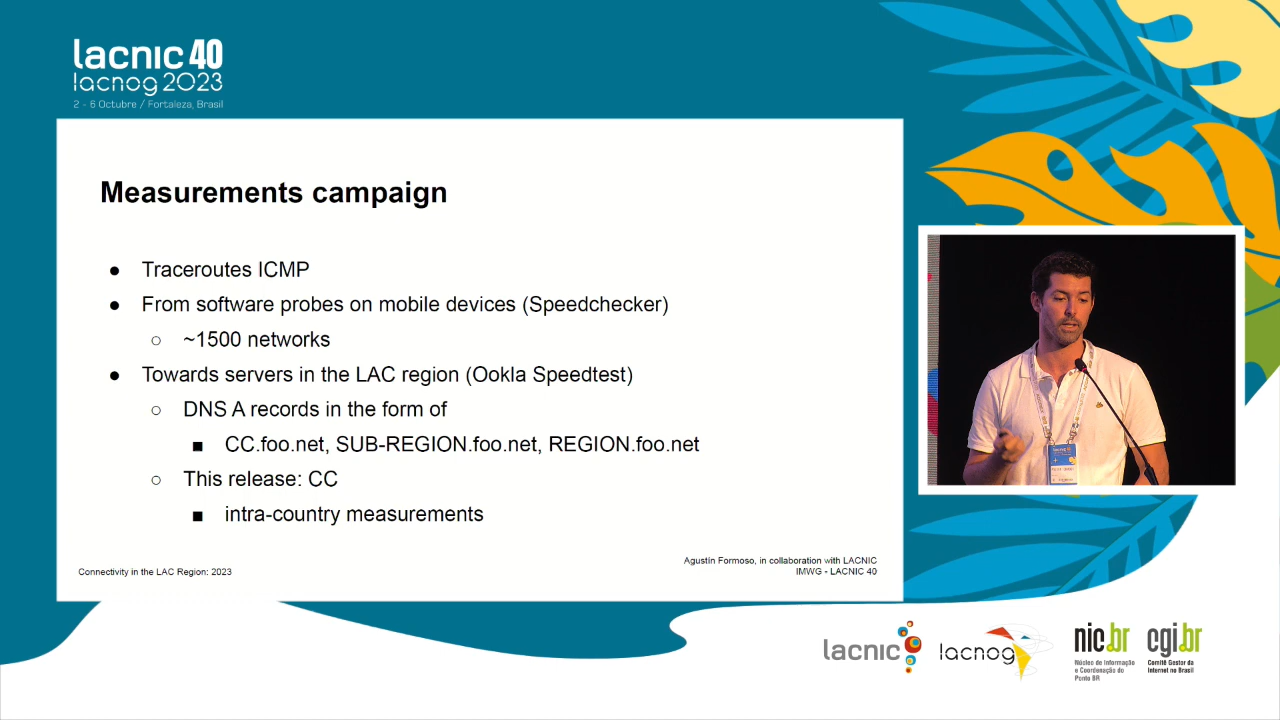 lacnic 40
lacnog 2023
2 - 6 Octubre / Fortaleza, Brasil
Measurements campaign
● Traceroutes ICMP
● From software probes on mobile devices (Speedchecker)
○ ~1500 networks
● Towards servers in the LAC region (Ookla Speedtest)
○ DNS A records in the form of
■ CC.foo.net, SUB-REGION.foo.net, REGION.foo.net
○ This release: CC
■ intra-country measurements
Connectivity in the LAC Region: 2023
Agustín Formoso, in collaboration with LACNIC
IMWG - LACNIC 40
lacnic
lacnog
nic.br
Núcleo de Informação
e Coordenação do
Ponto BR
cgi.br
Comitê Gestor da
Internet no Brasil